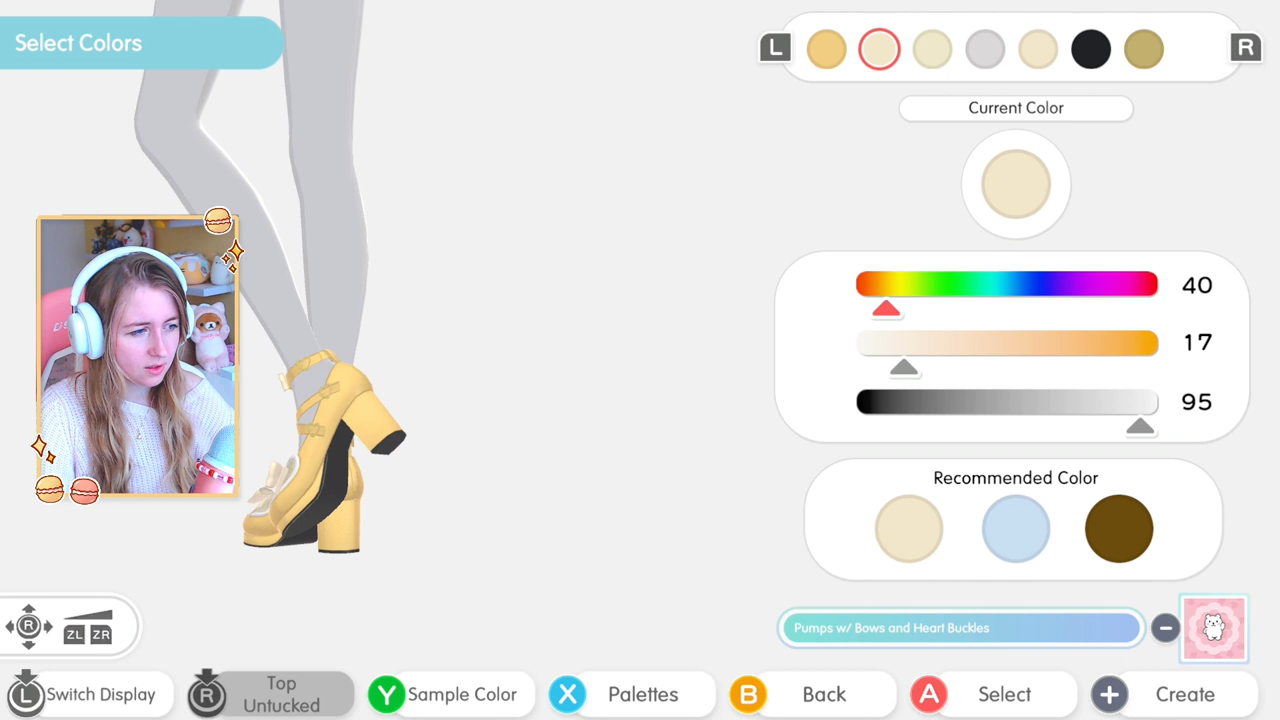 Select Colors
L
R
Current Color
40
17
95
Recommended Color
Pumps w/ Bows and Heart Buckles
R
ZL ZR
L Switch Display
R Top Untucked
Y Sample Color
X Palettes
B Back
A Select
+ Create